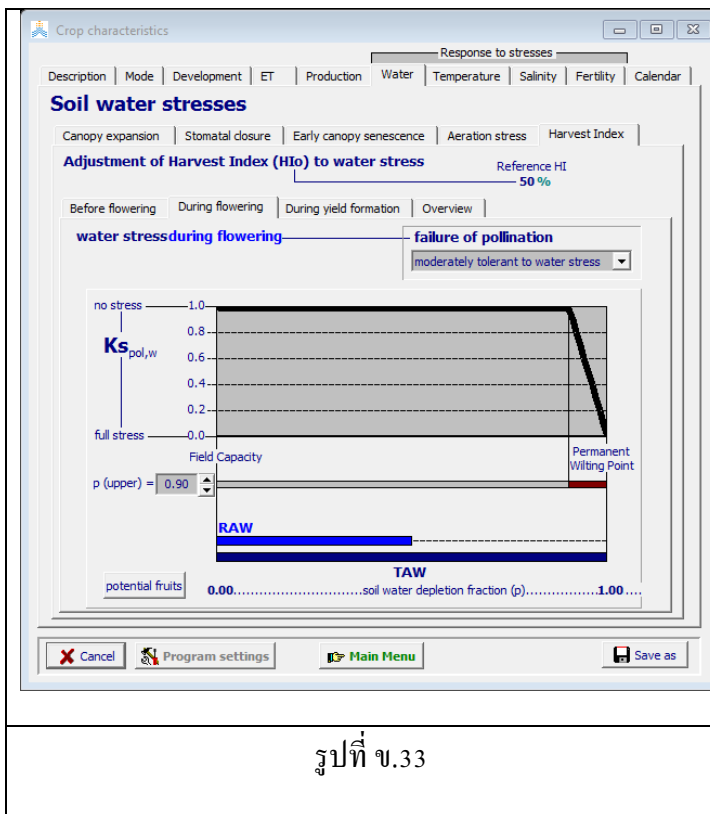 Crop characteristics
Response to stresses
Description Mode Development ET Production Water Temperature Salinity Fertility Calendar
Soil water stresses
Canopy expansion Stomatal closure Early canopy senescence Aeration stress Harvest Index
Adjustment of Harvest Index (HIo) to water stress
Reference HI
50 %
Before flowering During flowering During yield formation Overview
water stress during flowering failure of pollination
moderately tolerant to water stress
no stress 1.0
0.8
Ks pol,w
0.6
0.4
0.2
full stress 0.0
Field Capacity Permanent
Wilting Point
p (upper) = 0.90
RAW
TAW
potential fruits 0.00.............................soil water depletion fraction (p)................1.00....
Cancel Program settings Main Menu Save as
รูปที่ ข.33